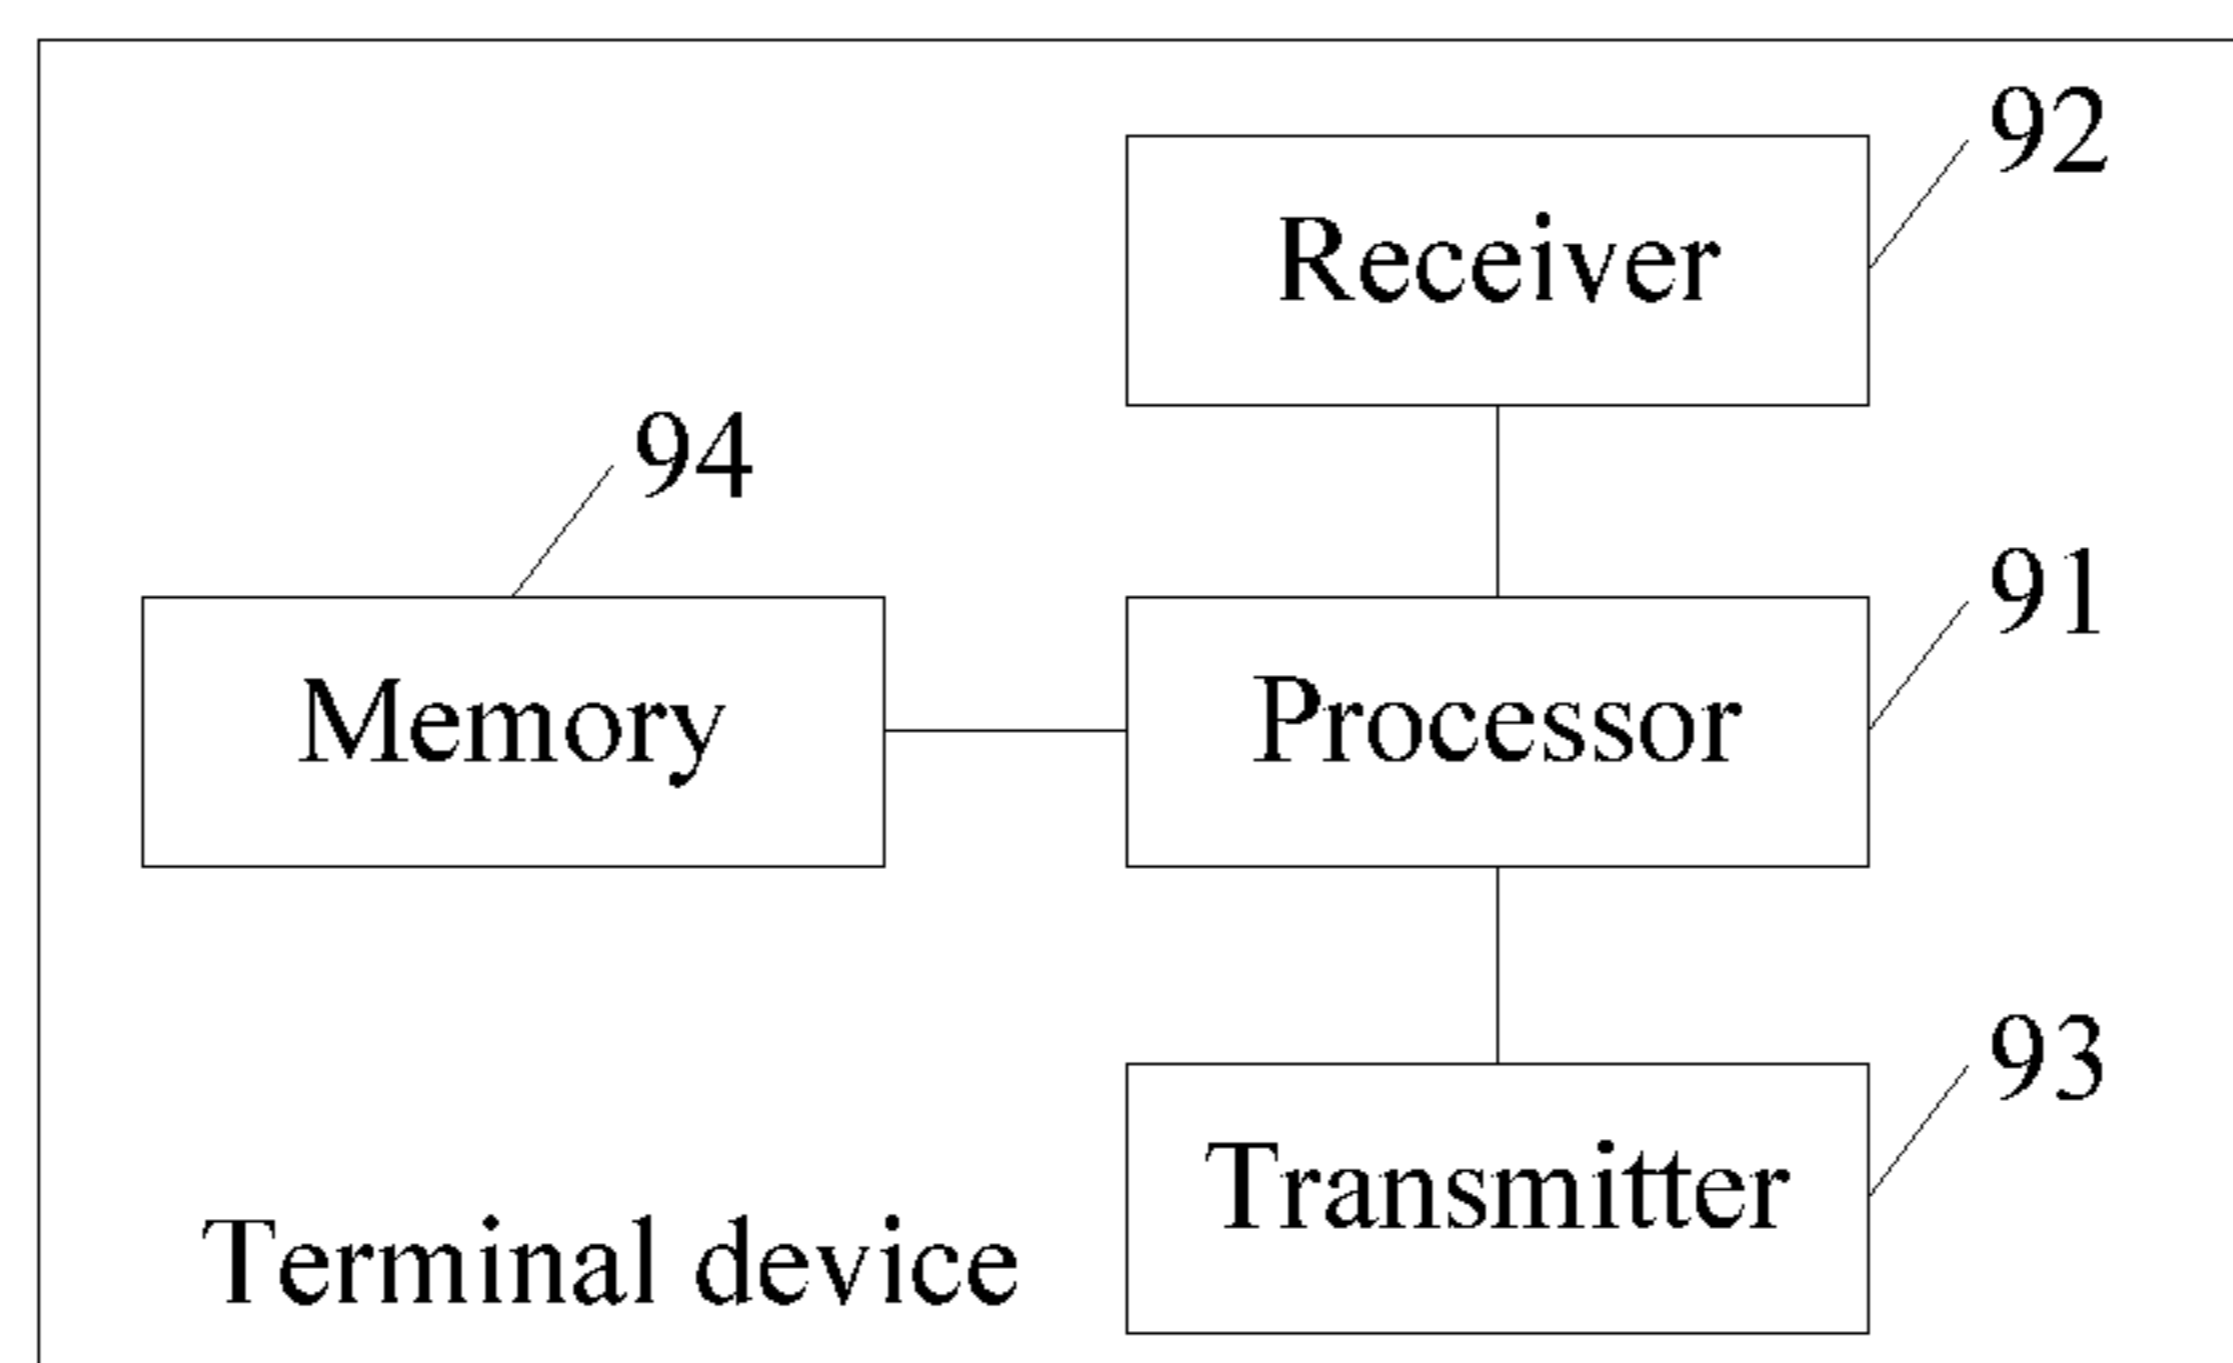 92
Receiver
94
91
Memory
Processor
93
Transmitter
Terminal device